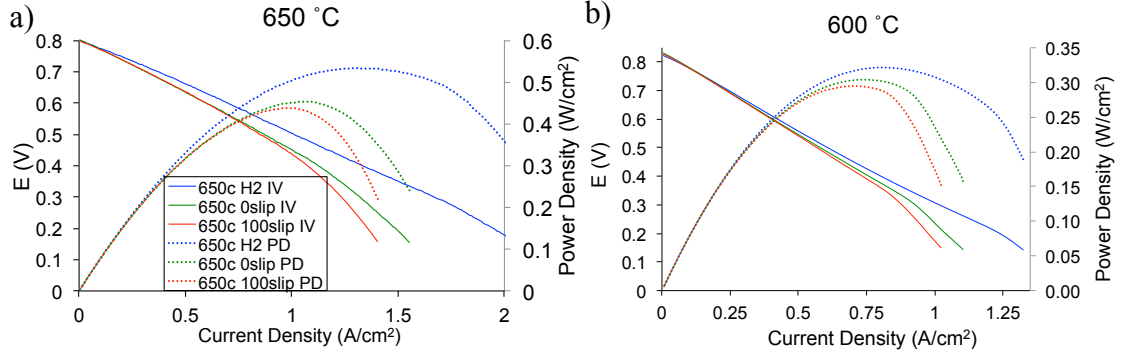 a)
650 ˚C
E (V)
0.8
0.7
0.6
0.5
0.4
0.3
0.2
0.1
0
650c H2 IV
650c 0slip IV
650c 100slip IV
650c H2 PD
650c 0slip PD
650c 100slip PD
0 0.5 1 1.5 2
Current Density (A/cm²)
0.6
0.5
0.4
0.3
0.2
0.1
0
Power Density (W/cm²)
b)
600 ˚C
E (V)
0.9
0.8
0.7
0.6
0.5
0.4
0.3
0.2
0.1
0
0 0.25 0.5 0.75 1 1.25
Current Density (A/cm²)
0.35
0.30
0.25
0.20
0.15
0.10
0.05
0.00
Power Density (W/cm²)